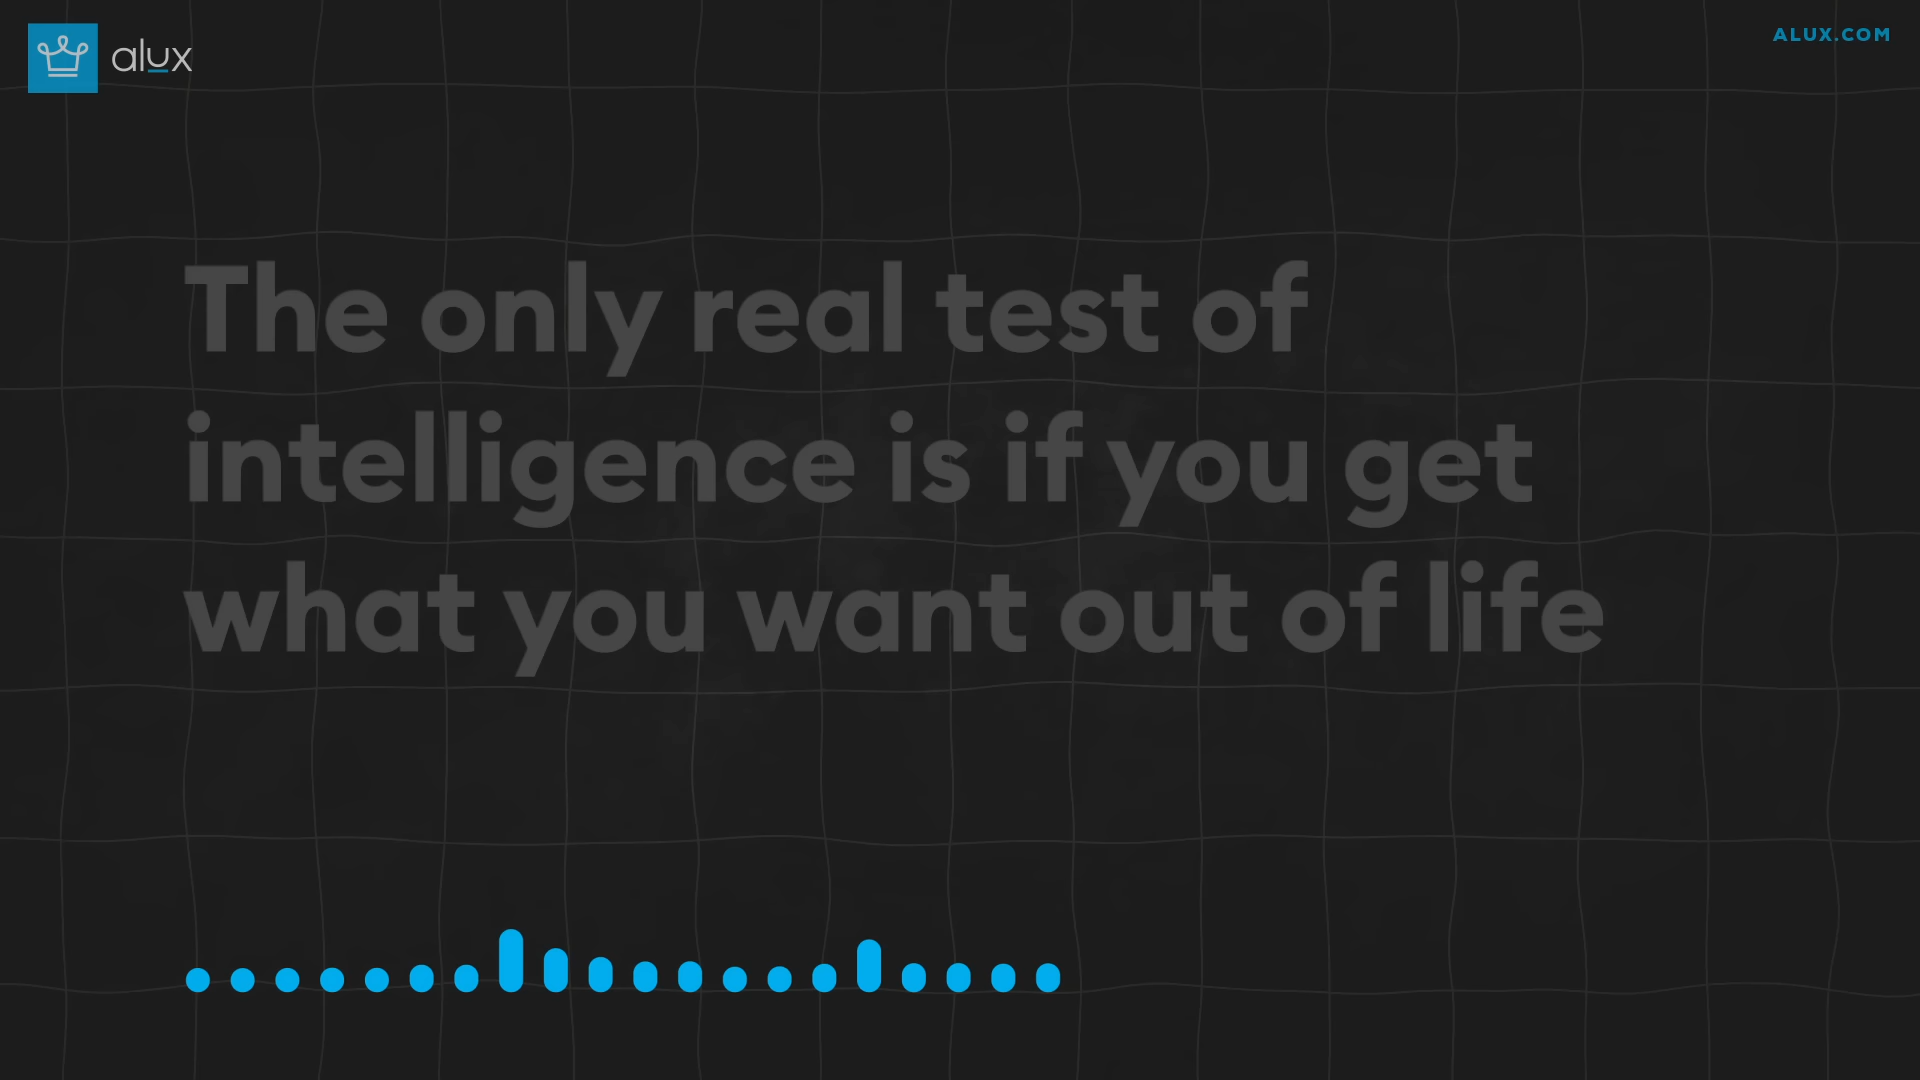 alux
ALUX.COM
The only real test of
intelligence is if you get
what you want out of life